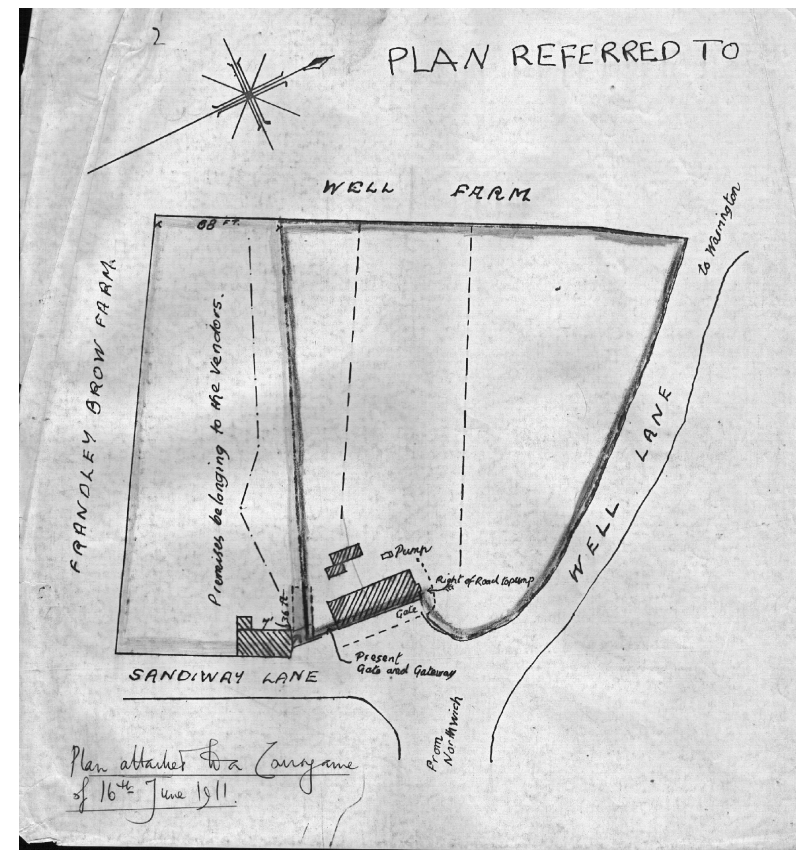 2
PLAN REFERRED TO
WELL FARM
to Warrington
68 FT.
FRANDLEY BROW FARM.
Premises belonging to the vendors.
WELL LANE
Pump
Right of Road to pump
Gate
Present
Gate and Gateway
SANDIWAY LANE
From
Northwich
Plan attached to a Conveyance
of 16th June 1911.